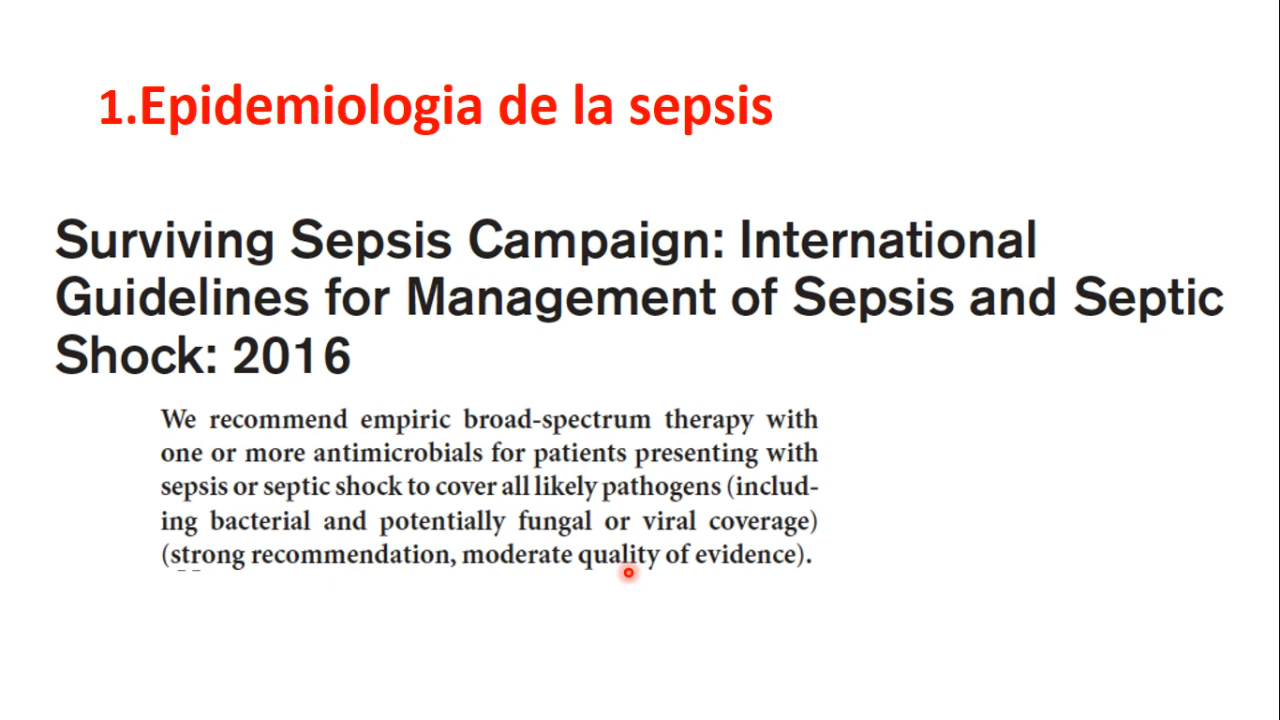 1.Epidemiologia de la sepsis
Surviving Sepsis Campaign: International
Guidelines for Management of Sepsis and Septic
Shock: 2016
We recommend empiric broad-spectrum therapy with
one or more antimicrobials for patients presenting with
sepsis or septic shock to cover all likely pathogens (includ-
ing bacterial and potentially fungal or viral coverage)
(strong recommendation, moderate quality of evidence).